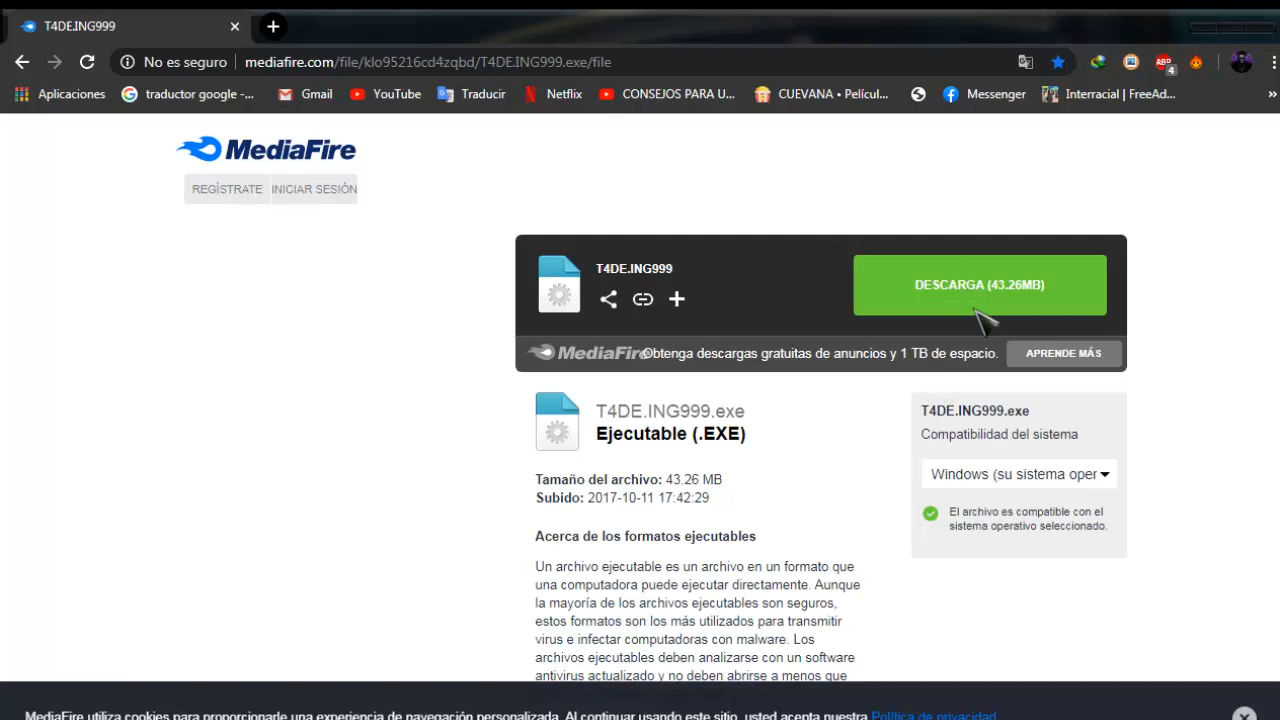 T4DE.ING999
No es seguro
mediafire.com/file/klo95216cd4zqbd/T4DE.ING999.exe/file
4
Aplicaciones
traductor google -...
Gmail
YouTube
Traducir
Netflix
CONSEJOS PARA U...
CUEVANA • Pelícu...
Messenger
Interracial | FreeAd...
»
MediaFire
REGÍSTRATE
INICIAR SESIÓN
T4DE.ING999
DESCARGA (43.26MB)
MediaFire
Obtenga descargas gratuitas de anuncios y 1 TB de espacio.
APRENDE MÁS
T4DE.ING999.exe
Ejecutable (.EXE)
Tamaño del archivo: 43.26 MB
Subido: 2017-10-11 17:42:29
Acerca de los formatos ejecutables
Un archivo ejecutable es un archivo en un formato que
una computadora puede ejecutar directamente. Aunque
la mayoría de los archivos ejecutables son seguros,
estos formatos son los más utilizados para transmitir
virus e infectar computadoras con malware. Los
archivos ejecutables deben analizarse con un software
antivirus actualizado y no deben abrirse a menos que
T4DE.ING999.exe
Compatibilidad del sistema
Windows (su sistema oper
El archivo es compatible con el
sistema operativo seleccionado.
MediaFire utiliza cookies para proporcionarle una experiencia de navegación personalizada. Al continuar usando este sitio, usted acepta nuestra Política de privacidad